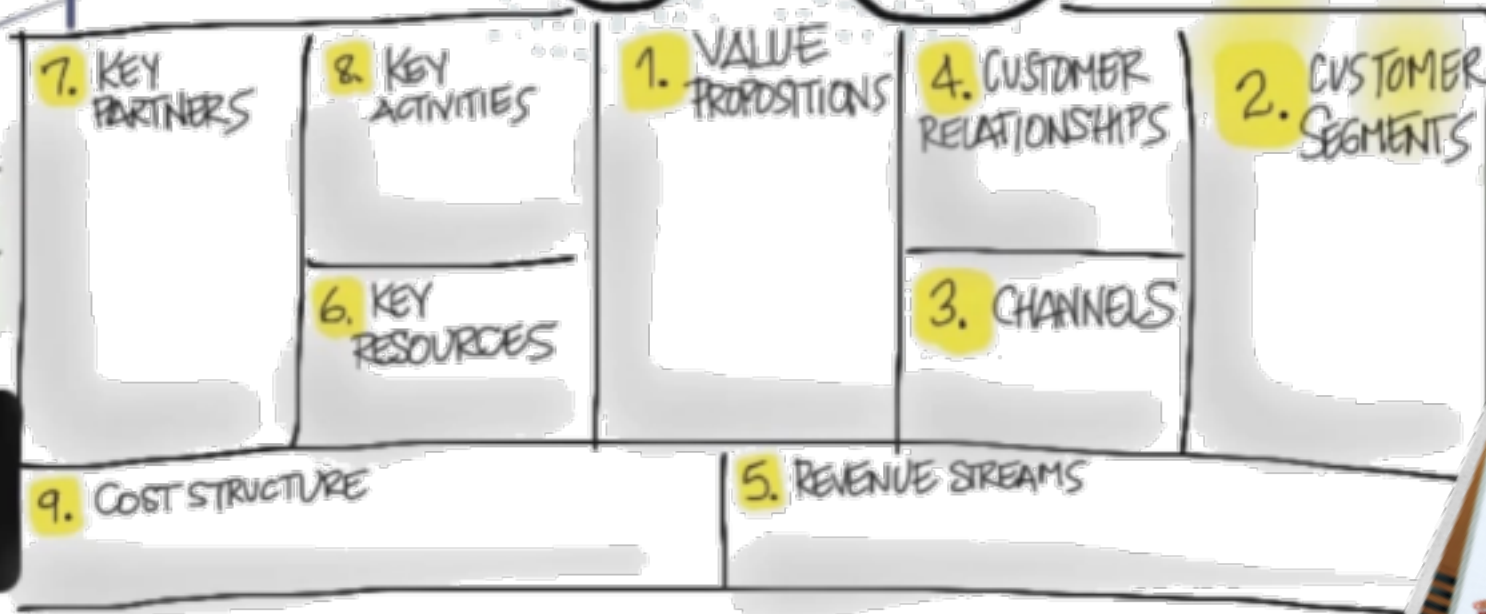 7. KEY
PARTNERS
8. KEY
ACTIVITIES
6. KEY
RESOURCES
1. VALUE
PROPOSITIONS
4. CUSTOMER
RELATIONSHIPS
3. CHANNELS
2. CUSTOMER
SEGMENTS
9. COST STRUCTURE
5. REVENUE STREAMS